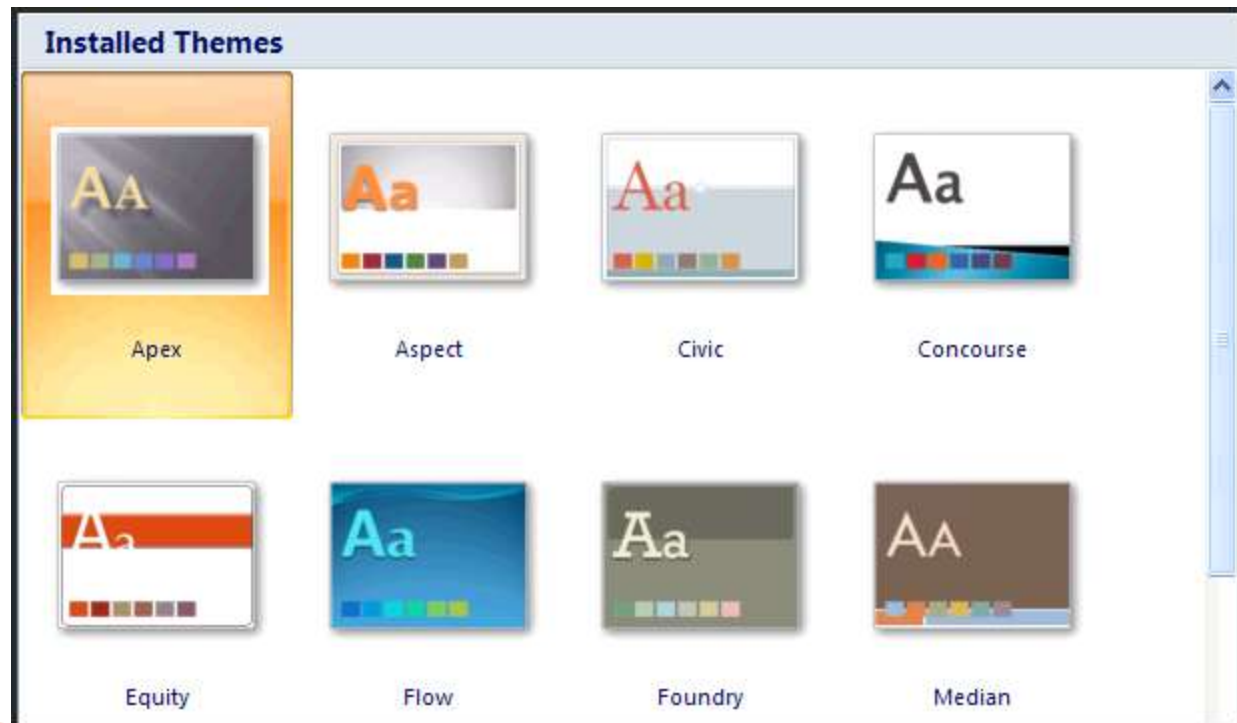 Installed Themes
AA Aa Aa Aa
Apex Aspect Civic Concourse
Aa Aa Aa AA
Equity Flow Foundry Median